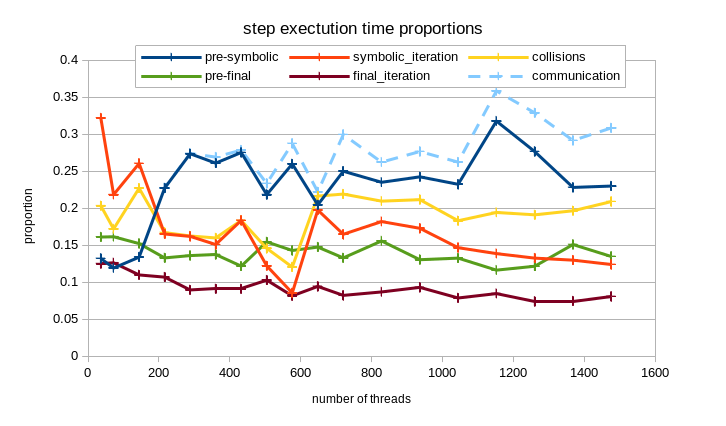 step exectution time proportions
pre-symbolic symbolic_iteration collisions
pre-final final_iteration communication
0.4
0.35
0.3
0.25
0.2
0.15
0.1
0.05
0
proportion
0 200 400 600 800 1000 1200 1400 1600
number of threads